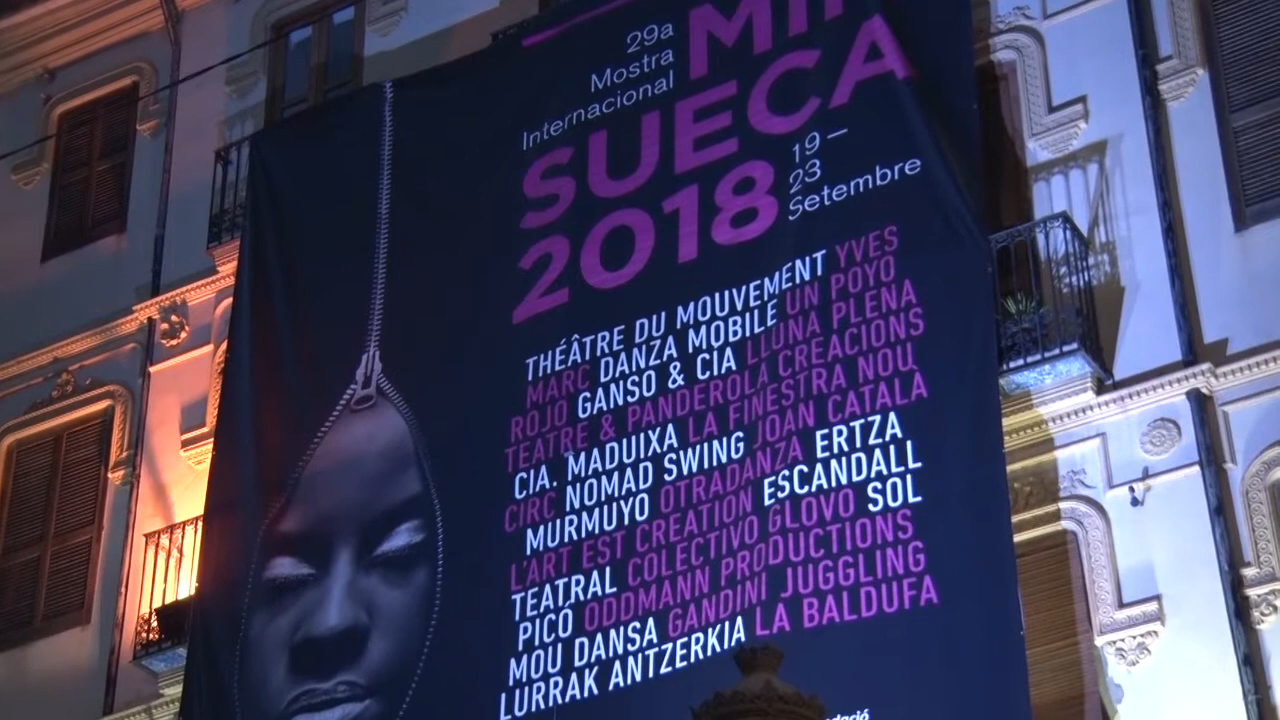 29a
Mostra
Internacional
SUECA
2018
19–
23
Setembre
THÉÂTRE DU MOUVEMENT YVES
MARC DANZA MOBILE UN POYO
ROJO GANSO & CÍA LLUNA PLENA
TEATRE & PANDEROLA CREACIONS
CIA. MADUIXA LA FINESTRA NOU
CIRC NOMAD SWING JOAN CATALÀ
MURMUYO OTRADANZA ERTZA
L'ART EST CREATION ESCANDALL
TEATRAL COLECTIVO GLOVO SOL
PICÓ ODDMANN PRODUCTIONS
MOU DANSA GANDINI JUGGLING
LURRAK ANTZERKIA LA BALDUFA